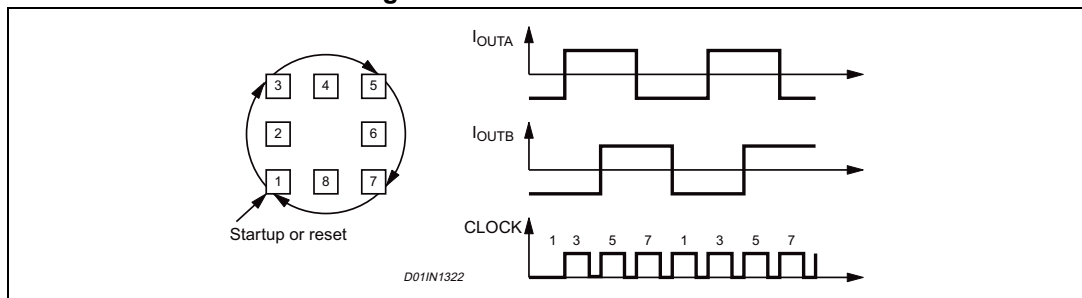 g
3 4 5
2 6
1 8 7
Startup or reset
IOUTA
IOUTB
CLOCK
1 3 5 7 1 3 5 7
D01IN1322